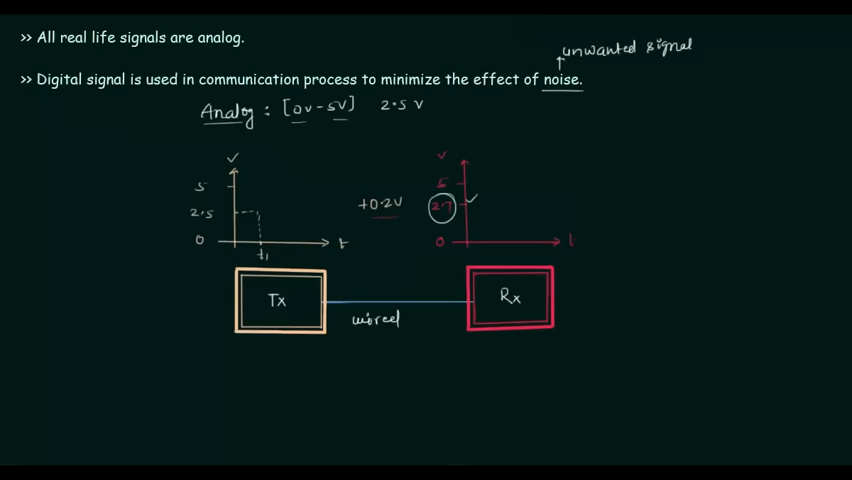 >> All real life signals are analog.
unwanted signal
>> Digital signal is used in communication process to minimize the effect of noise.
Analog : [0V - 5V] 2.5 V
V
5
2.5
0
t1
t
+0.2V
V
5
2.7
0
t
Tx
wired
Rx